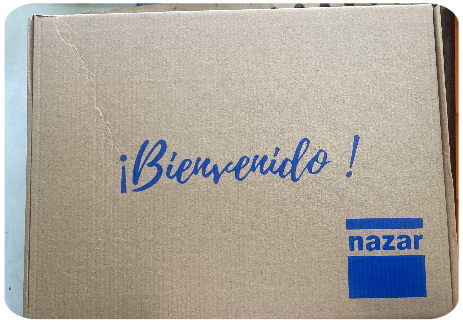 ¡Bienvenido !
nazar